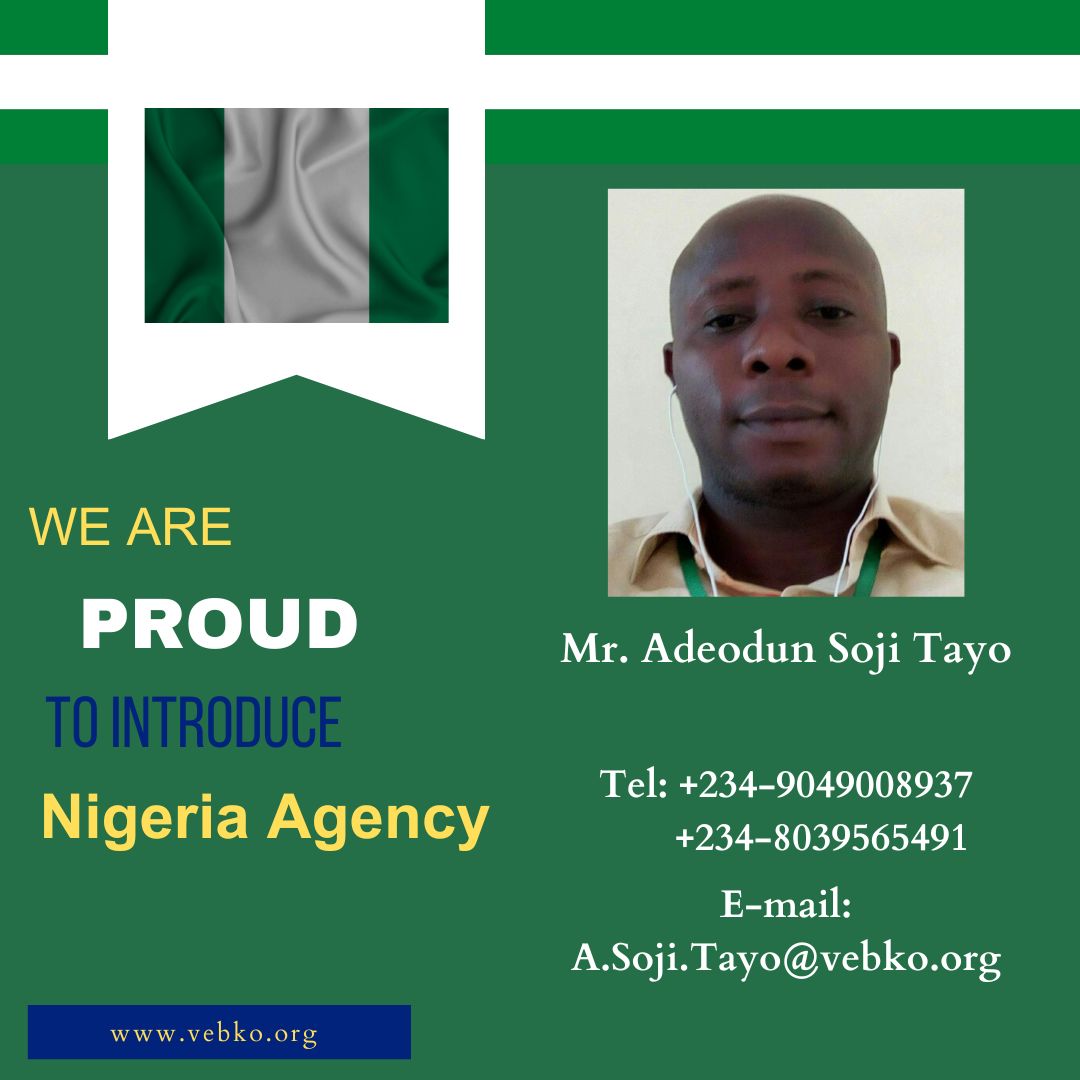 WE ARE
PROUD
TO INTRODUCE
Nigeria Agency
www.vebko.org
Mr. Adeodun Soji Tayo
Tel: +234-9049008937
+234-8039565491
E-mail:
A.Soji.Tayo@vebko.org